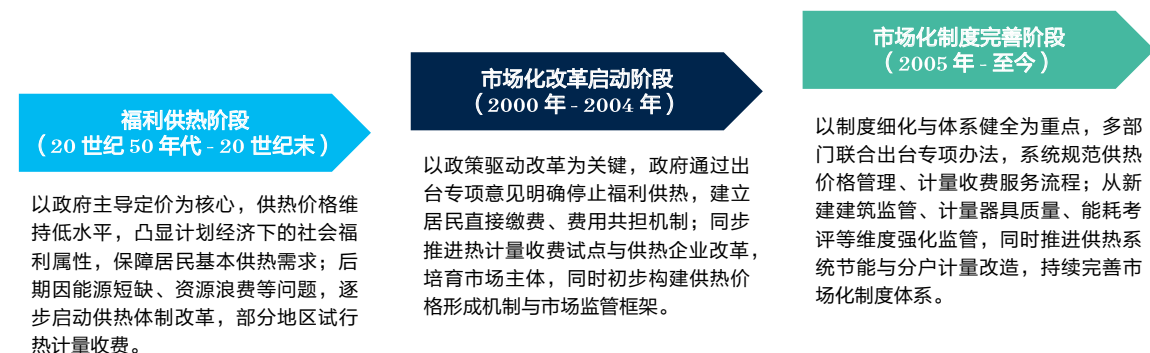 福利供热阶段
（20 世纪 50 年代 - 20 世纪末）
以政府主导定价为核心，供热价格维
持低水平，凸显计划经济下的社会福
利属性，保障居民基本供热需求；后
期因能源短缺、资源浪费等问题，逐
步启动供热体制改革，部分地区试行
热计量收费。
市场化改革启动阶段
（2000 年 - 2004 年）
以政策驱动改革为关键，政府通过出
台专项意见明确停止福利供热，建立
居民直接缴费、费用共担机制；同步
推进热计量收费试点与供热企业改革，
培育市场主体，同时初步构建供热价
格形成机制与市场监管框架。
市场化制度完善阶段
（2005 年 - 至今）
以制度细化与体系健全为重点，多部
门联合出台专项办法，系统规范供热
价格管理、计量收费服务流程；从新
建建筑监管、计量器具质量、能耗考
评等维度强化监管，同时推进供热系
统节能与分户计量改造，持续完善市
场化制度体系。